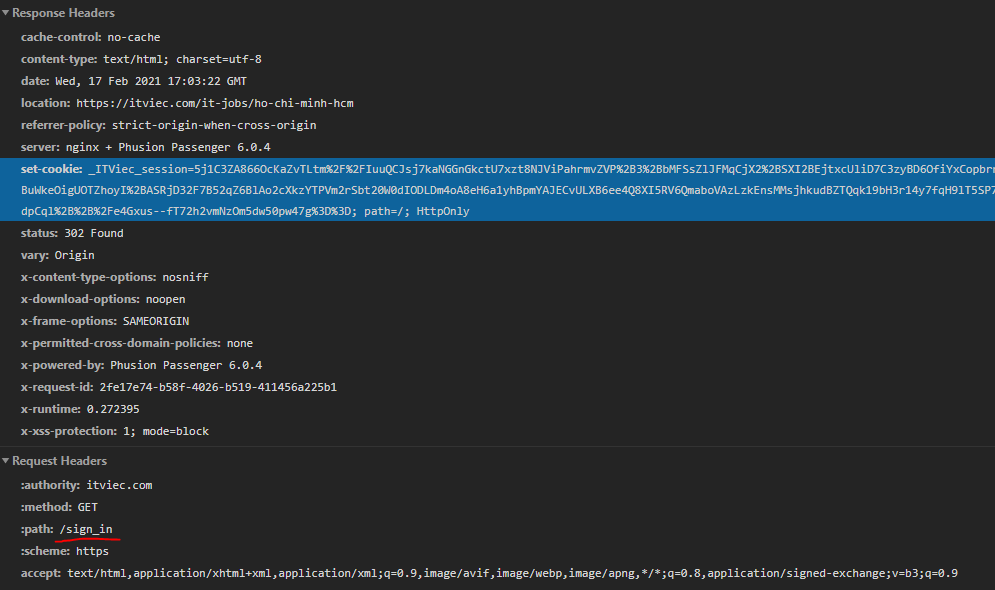 Response Headers
cache-control: no-cache
content-type: text/html; charset=utf-8
date: Wed, 17 Feb 2021 17:03:22 GMT
location: https://itviec.com/it-jobs/ho-chi-minh-hcm
referrer-policy: strict-origin-when-cross-origin
server: nginx + Phusion Passenger 6.0.4
set-cookie: _ITViec_session=5j1C3ZA866OcKaZvTLtm%2F%2FIuuQCJsj7kaNGGnGkctU7xzt8NJViPahrmvZVP%2B3%2BbMFSsZlJFMqCjX2%2BSXI2BEjtxcUliD7C3zyBD6OfiYxCopbrr
BuWkeOigUOTZhoyI%2BASRjD32F7B52qZ6BlAo2cXkzYTPVm2rSbt20W0dIODLDm4oA8eH6a1yhBpmYAJECvULXB6ee4Q8XI5RV6QmaboVAzLzkEnsMMsjhkudBZTQqk19bH3r14y7fqH9lT5SP7
dpCql%2B%2B%2Fe4Gxus--fT72h2vmNzOm5dw50pw47g%3D%3D; path=/; HttpOnly
status: 302 Found
vary: Origin
x-content-type-options: nosniff
x-download-options: noopen
x-frame-options: SAMEORIGIN
x-permitted-cross-domain-policies: none
x-powered-by: Phusion Passenger 6.0.4
x-request-id: 2fe17e74-b58f-4026-b519-411456a225b1
x-runtime: 0.272395
x-xss-protection: 1; mode=block
Request Headers
:authority: itviec.com
:method: GET
:path: /sign_in
:scheme: https
accept: text/html,application/xhtml+xml,application/xml;q=0.9,image/avif,image/webp,image/apng,*/*;q=0.8,application/signed-exchange;v=b3;q=0.9